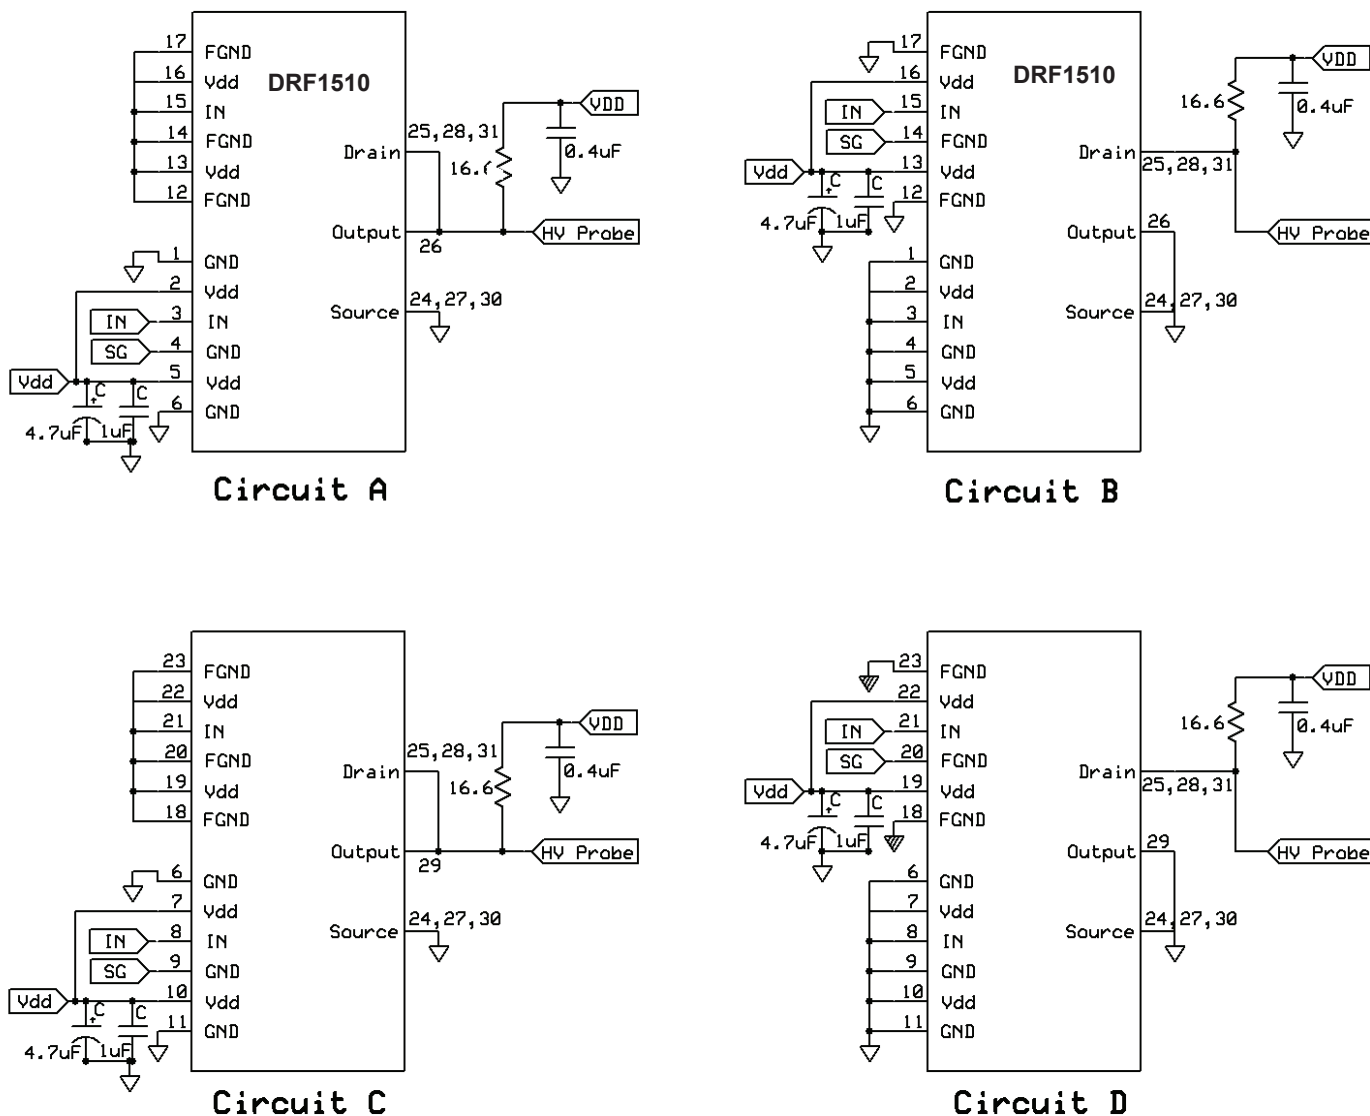 17 FGND
16 Vdd
15 IN
14 FGND
13 Vdd
12 FGND
DRF1510
Drain 25,28,31
16.
VDD
0.4uF
Output 26
HV Probe
1 GND
2 Vdd
IN 3 IN
SG 4 GND
Vdd 5 Vdd
6 GND
Source 24,27,30
+ C C
4.7uF 1uF
Circuit A
17 FGND
16 Vdd
IN 15 IN
SG 14 FGND
Vdd 13 Vdd
12 FGND
+ C C
4.7uF 1uF
DRF1510
Drain 25,28,31
16.6
VDD
0.4uF
Output 26
HV Probe
1 GND
2 Vdd
3 IN
4 GND
5 Vdd
6 GND
Source 24,27,30
Circuit B
23 FGND
22 Vdd
21 IN
20 FGND
19 Vdd
18 FGND
Drain 25,28,31
16.6
VDD
0.4uF
Output 29
HV Probe
6 GND
7 Vdd
IN 8 IN
SG 9 GND
Vdd 10 Vdd
11 GND
Source 24,27,30
+ C C
4.7uF 1uF
Circuit C
23 FGND
22 Vdd
IN 21 IN
SG 20 FGND
Vdd 19 Vdd
18 FGND
+ C C
4.7uF 1uF
Drain 25,28,31
16.6
VDD
0.4uF
Output 29
HV Probe
6 GND
7 Vdd
8 IN
9 GND
10 Vdd
11 GND
Source 24,27,30
Circuit D